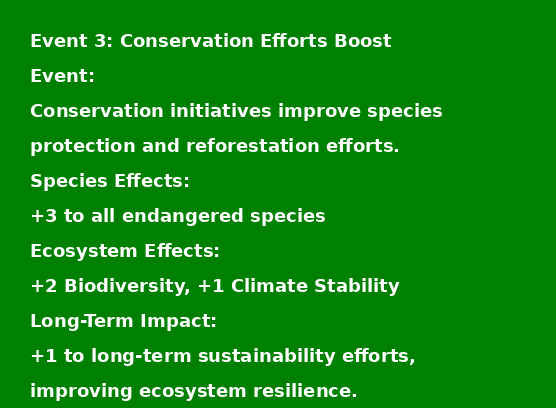 Event 3: Conservation Efforts Boost
Event:
Conservation initiatives improve species
protection and reforestation efforts.
Species Effects:
+3 to all endangered species
Ecosystem Effects:
+2 Biodiversity, +1 Climate Stability
Long-Term Impact:
+1 to long-term sustainability efforts,
improving ecosystem resilience.